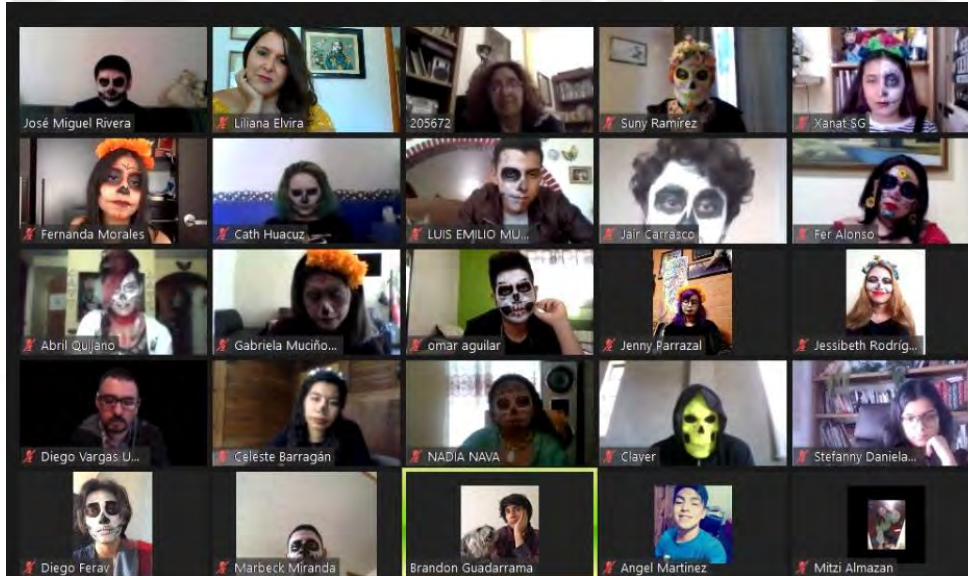 José Miguel Rivera
Liliana Elvira
205672
Suny Ramírez
Xanat SG
Fernanda Morales
Cath Huacuz
LUIS EMILIO MU...
Jair Carrasco
Fer Alonso
Abril Quijano
Gabriela Muciño...
omar aguilar
Jenny Parrazal
Jessibeth Rodríg...
Diego Vargas U...
Celeste Barragán
NADIA NAVA
Claver
Stefanny Daniela...
Diego Feray
Marbeck Miranda
Brandon Guadarrama
Angel Martinez
Mitzi Almazan